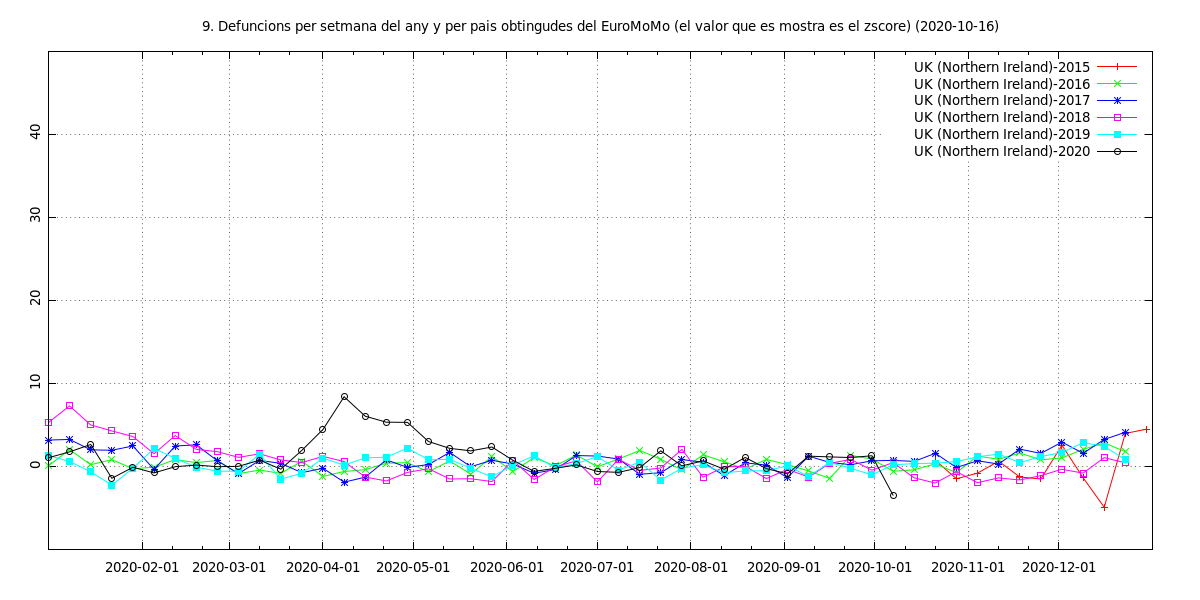 9. Defuncions per setmana del any y per pais obtingudes del EuroMoMo (el valor que es mostra es el zscore) (2020-10-16)
UK (Northern Ireland)-2015
UK (Northern Ireland)-2016
UK (Northern Ireland)-2017
UK (Northern Ireland)-2018
UK (Northern Ireland)-2019
UK (Northern Ireland)-2020
40
30
20
10
0
2020-02-01 2020-03-01 2020-04-01 2020-05-01 2020-06-01 2020-07-01 2020-08-01 2020-09-01 2020-10-01 2020-11-01 2020-12-01